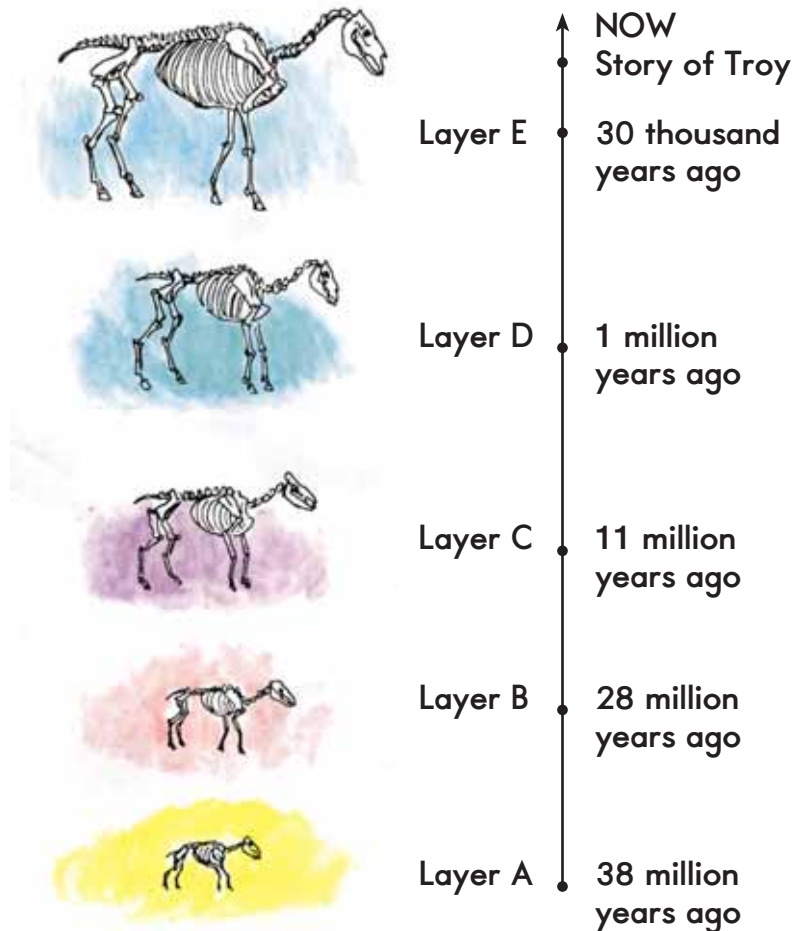 NOW
Story of Troy
Layer E
30 thousand
years ago
Layer D
1 million
years ago
Layer C
11 million
years ago
Layer B
28 million
years ago
Layer A
38 million
years ago